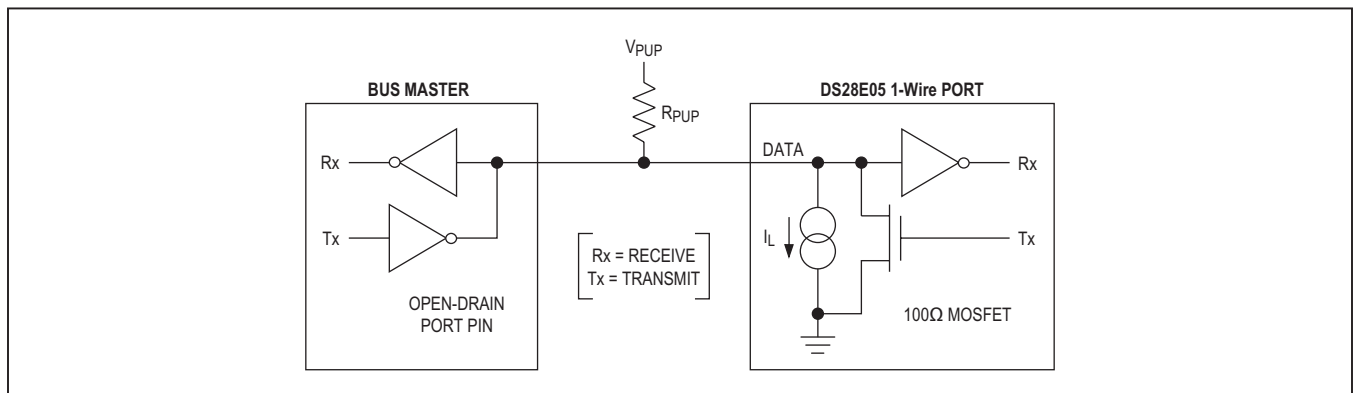 VPUP
BUS MASTER
DS28E05 1-Wire PORT
RPUP
Rx
DATA
Rx
Tx
IL
Tx
Rx = RECEIVE
Tx = TRANSMIT
OPEN-DRAIN
PORT PIN
100Ω MOSFET